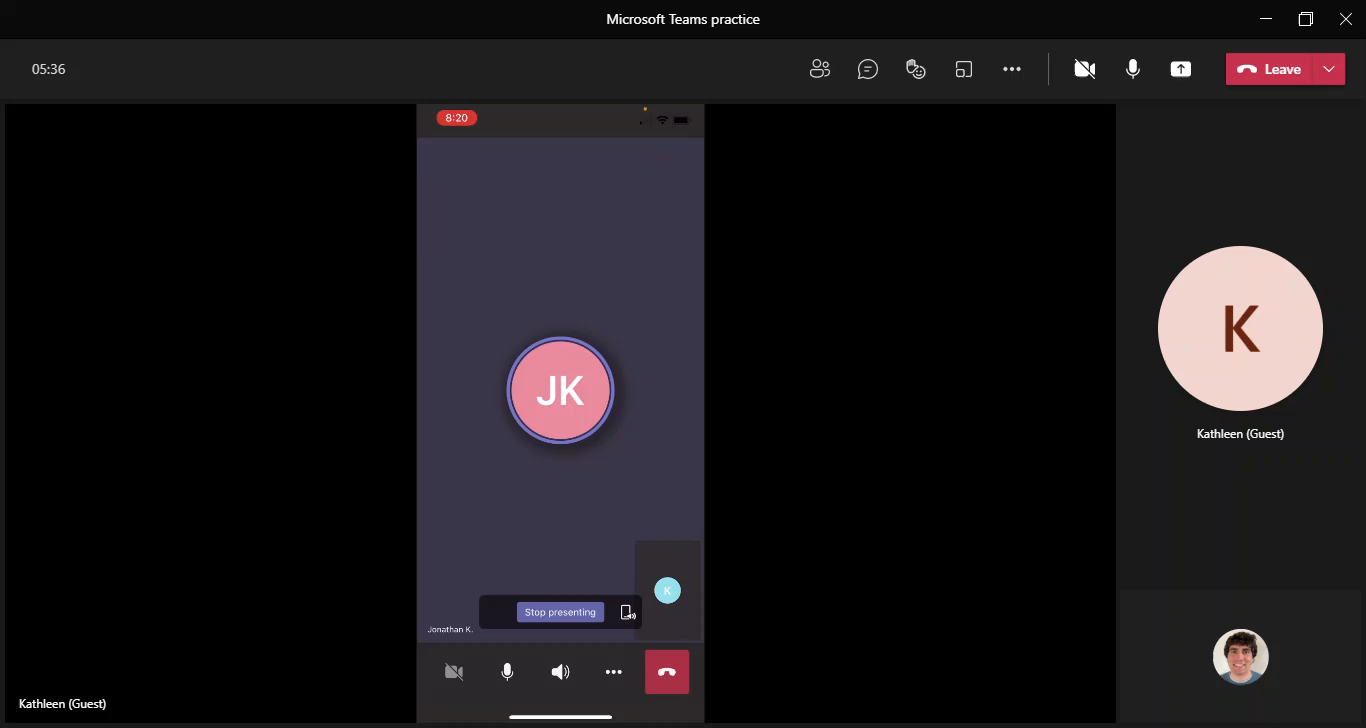 Microsoft Teams practice
05:36
Leave
8:20
JK
K
Kathleen (Guest)
K
Stop presenting
Jonathan K.
Kathleen (Guest)